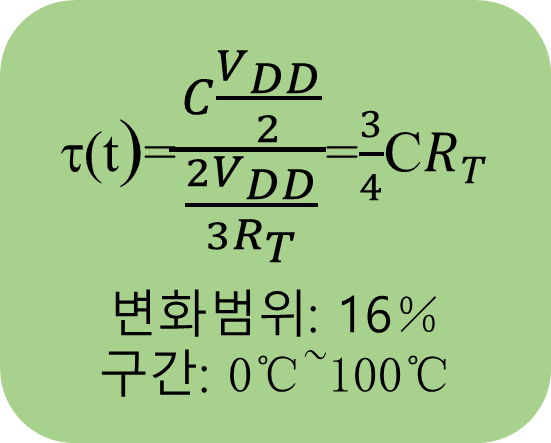 τ(t)=(C V_DD/2)/(2V_DD/3R_T)=3/4 CR_T
변화범위: 16%
구간: 0℃~100℃